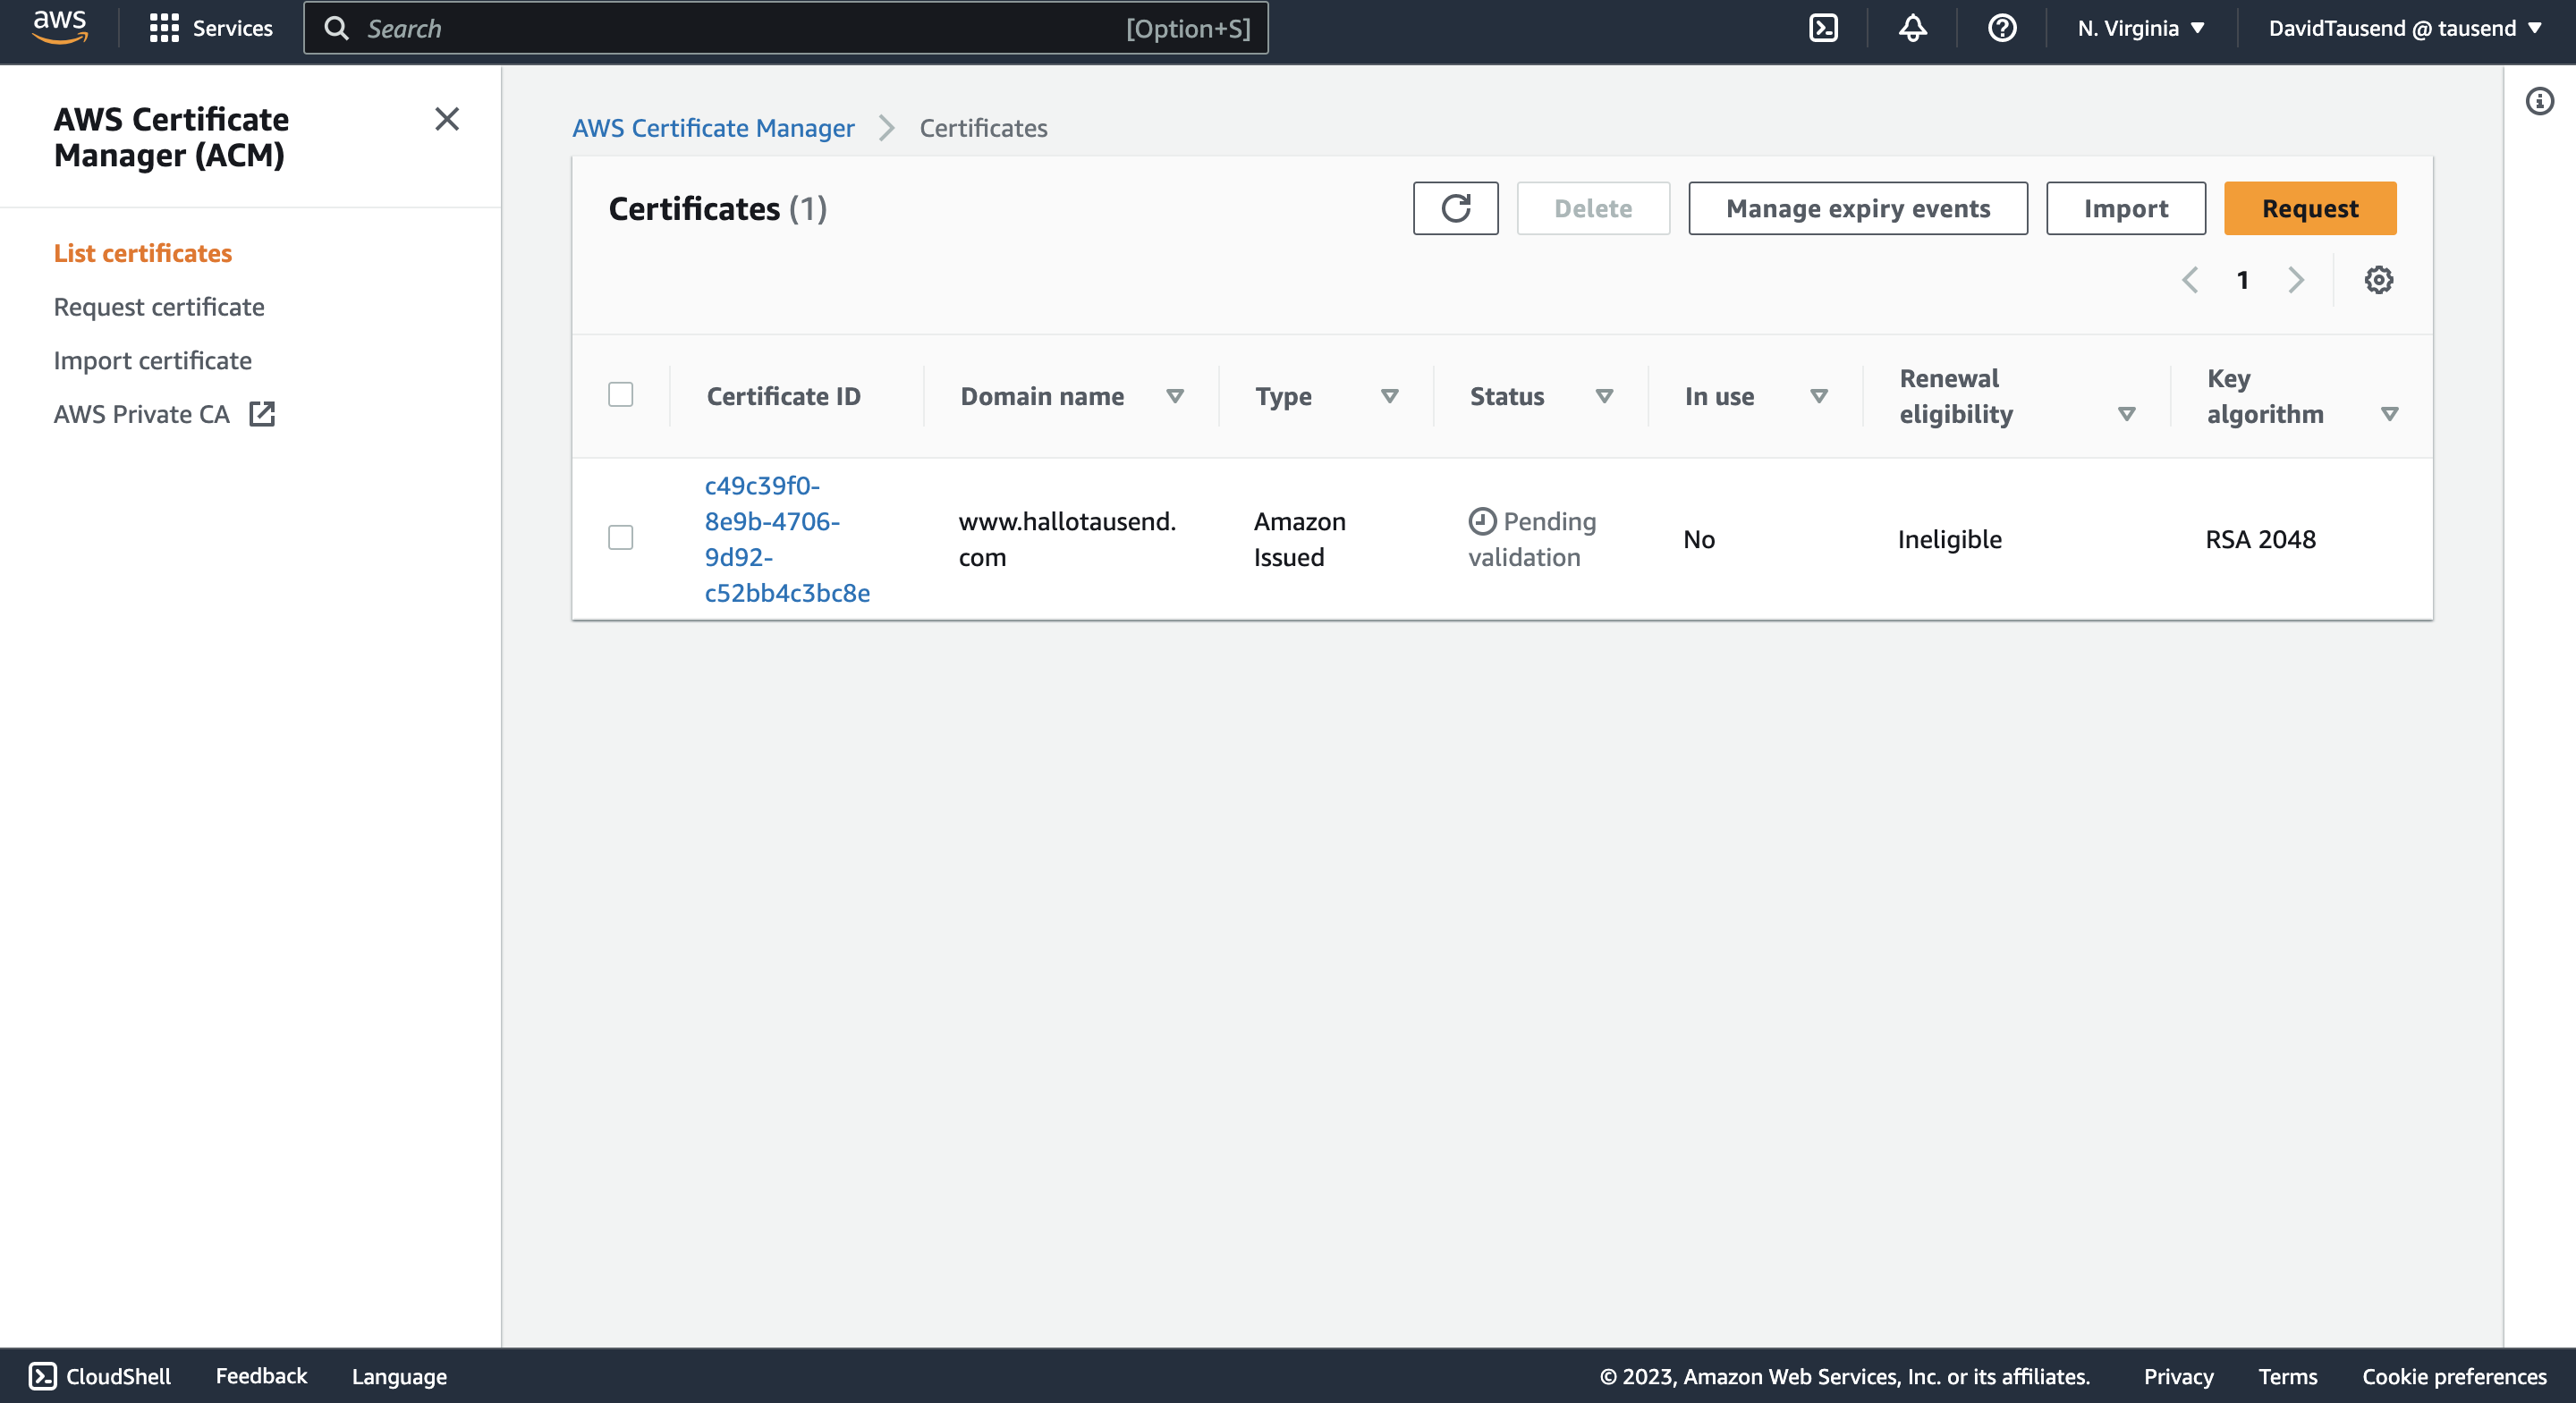 aws
Services
Search
[Option+S]
N. Virginia
DavidTausend @ tausend
AWS Certificate
Manager (ACM)
List certificates
Request certificate
Import certificate
AWS Private CA
AWS Certificate Manager
Certificates
Certificates (1)
Delete
Manage expiry events
Import
Request
1
Certificate ID
Domain name
Type
Status
In use
Renewal
eligibility
Key
algorithm
c49c39f0-
8e9b-4706-
9d92-
c52bb4c3bc8e
www.hallotausend.
com
Amazon
Issued
Pending
validation
No
Ineligible
RSA 2048
CloudShell
Feedback
Language
© 2023, Amazon Web Services, Inc. or its affiliates.
Privacy
Terms
Cookie preferences